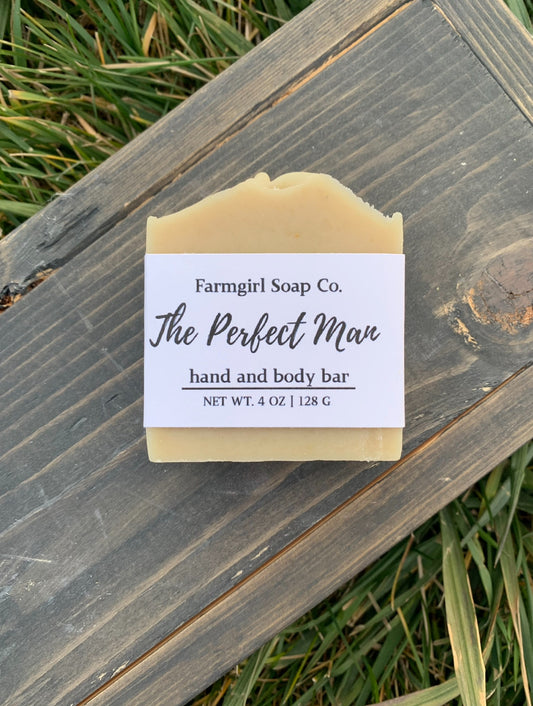 Farmgirl Soap Co.
The Perfect Man
hand and body bar
NET WT. 4 OZ | 128 G